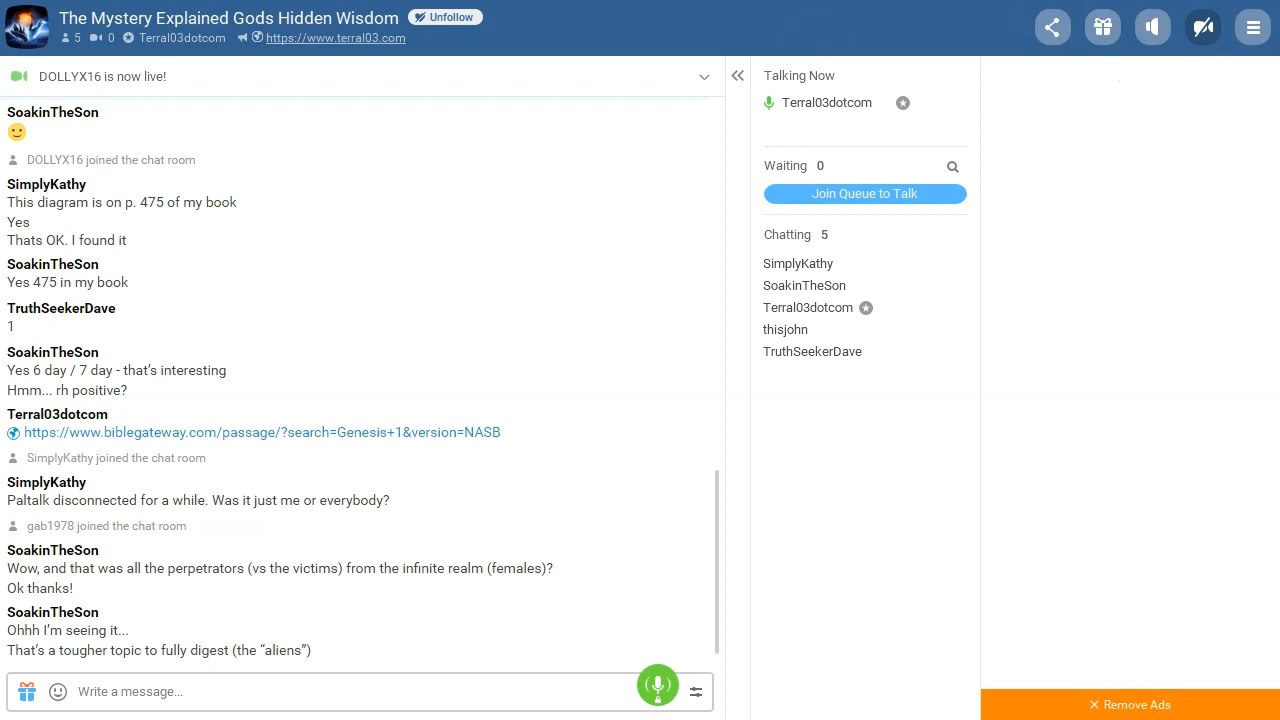 The Mystery Explained Gods Hidden Wisdom
Unfollow
5 0 Terral03dotcom https://www.terral03.com
DOLLYX16 is now live!
SoakinTheSon
DOLLYX16 joined the chat room
SimplyKathy
This diagram is on p. 475 of my book
Yes
Thats OK. I found it
SoakinTheSon
Yes 475 in my book
TruthSeekerDave
1
SoakinTheSon
Yes 6 day / 7 day - that’s interesting
Hmm... rh positive?
Terral03dotcom
https://www.biblegateway.com/passage/?search=Genesis+1&version=NASB
SimplyKathy joined the chat room
SimplyKathy
Paltalk disconnected for a while. Was it just me or everybody?
gab1978 joined the chat room
SoakinTheSon
Wow, and that was all the perpetrators (vs the victims) from the infinite realm (females)?
Ok thanks!
SoakinTheSon
Ohhh I’m seeing it...
That’s a tougher topic to fully digest (the “aliens”)
Write a message...
Talking Now
Terral03dotcom
Waiting 0
Join Queue to Talk
Chatting 5
SimplyKathy
SoakinTheSon
Terral03dotcom
thisjohn
TruthSeekerDave
Remove Ads